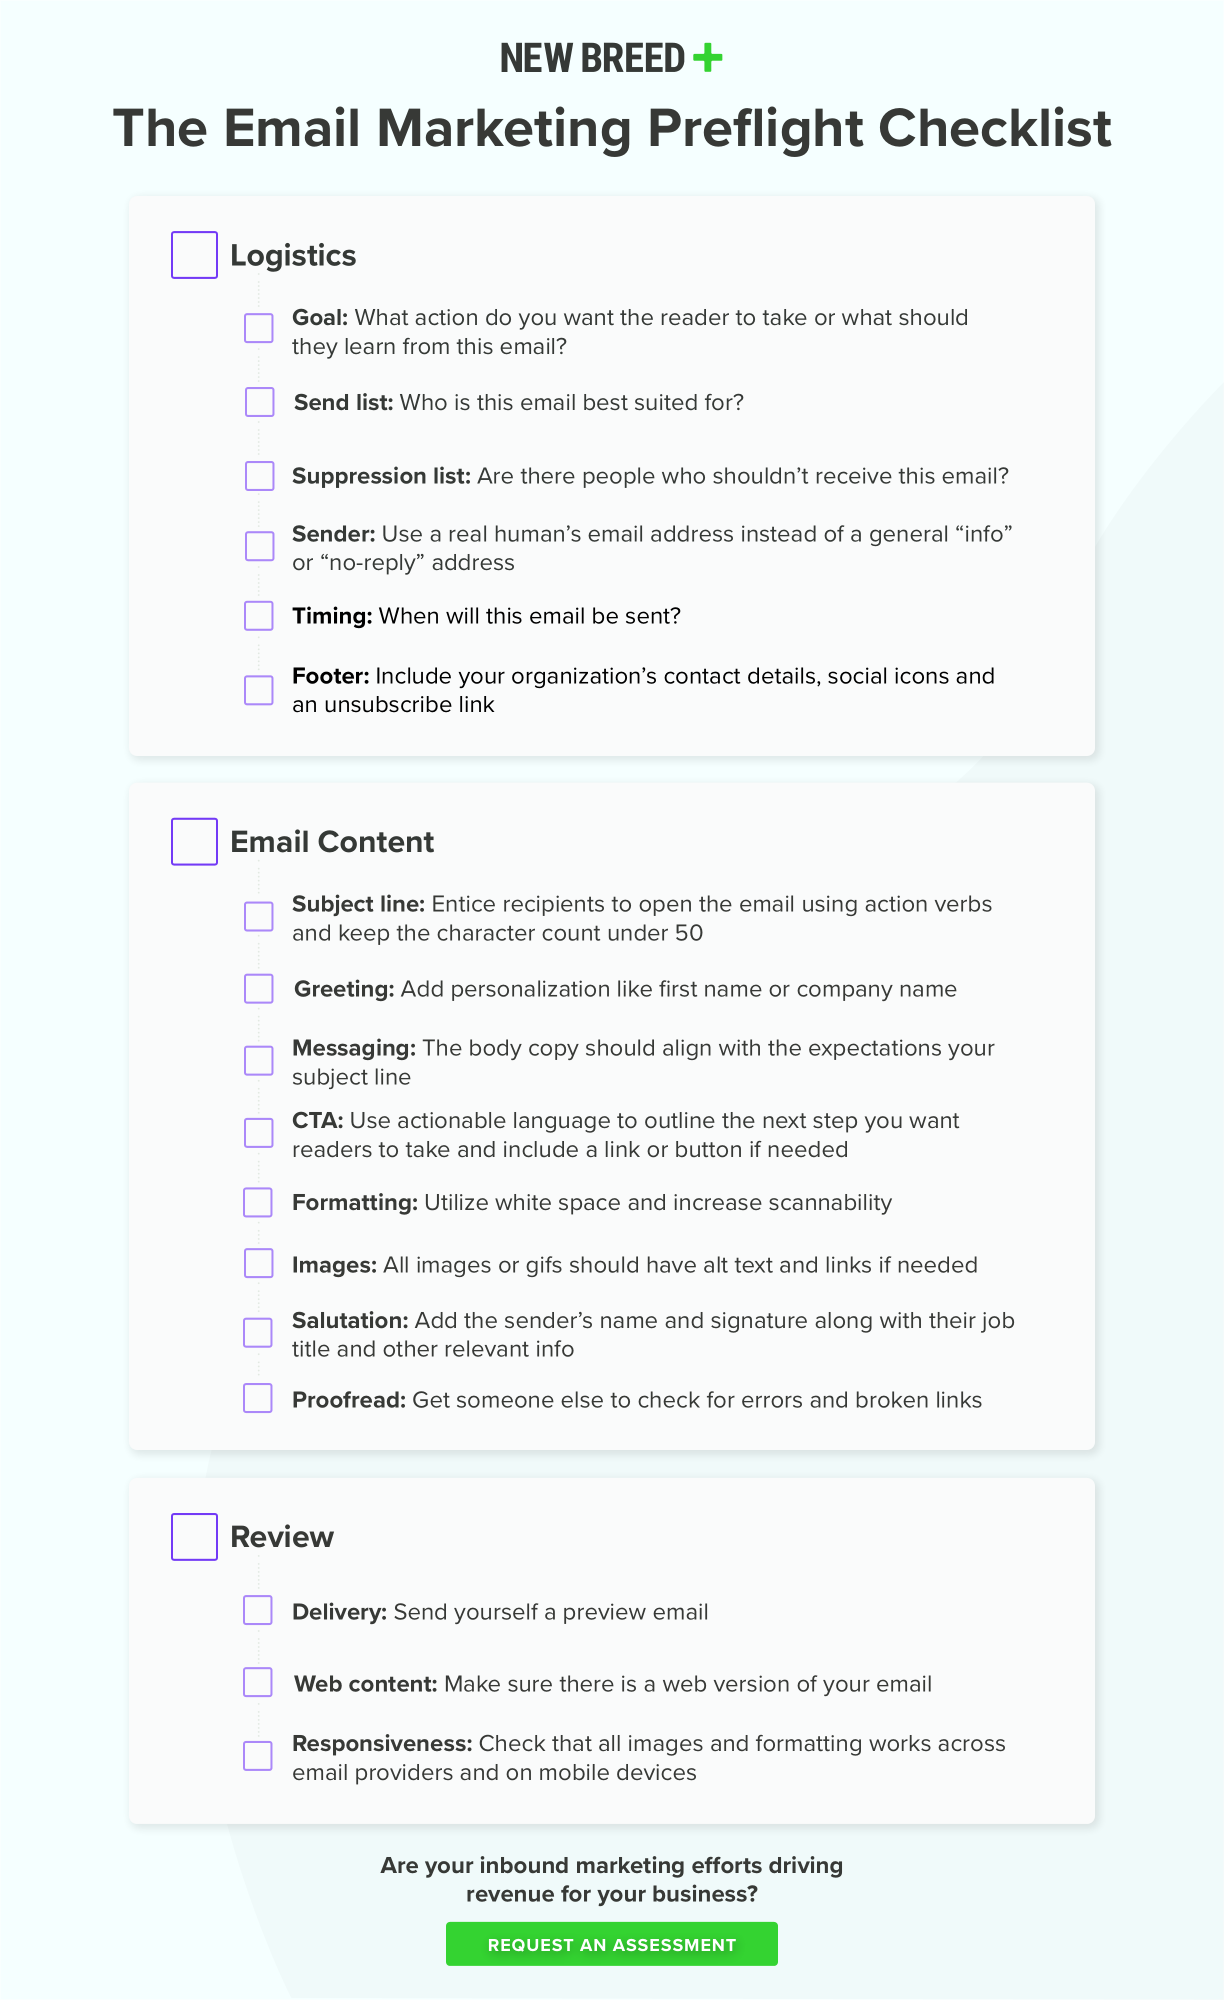 NEW BREED +
The Email Marketing Preflight Checklist
Logistics
Goal: What action do you want the reader to take or what should
they learn from this email?
Send list: Who is this email best suited for?
Suppression list: Are there people who shouldn’t receive this email?
Sender: Use a real human’s email address instead of a general “info”
or “no-reply” address
Timing: When will this email be sent?
Footer: Include your organization’s contact details, social icons and
an unsubscribe link
Email Content
Subject line: Entice recipients to open the email using action verbs
and keep the character count under 50
Greeting: Add personalization like first name or company name
Messaging: The body copy should align with the expectations your
subject line
CTA: Use actionable language to outline the next step you want
readers to take and include a link or button if needed
Formatting: Utilize white space and increase scannability
Images: All images or gifs should have alt text and links if needed
Salutation: Add the sender’s name and signature along with their job
title and other relevant info
Proofread: Get someone else to check for errors and broken links
Review
Delivery: Send yourself a preview email
Web content: Make sure there is a web version of your email
Responsiveness: Check that all images and formatting works across
email providers and on mobile devices
Are your inbound marketing efforts driving
revenue for your business?
REQUEST AN ASSESSMENT